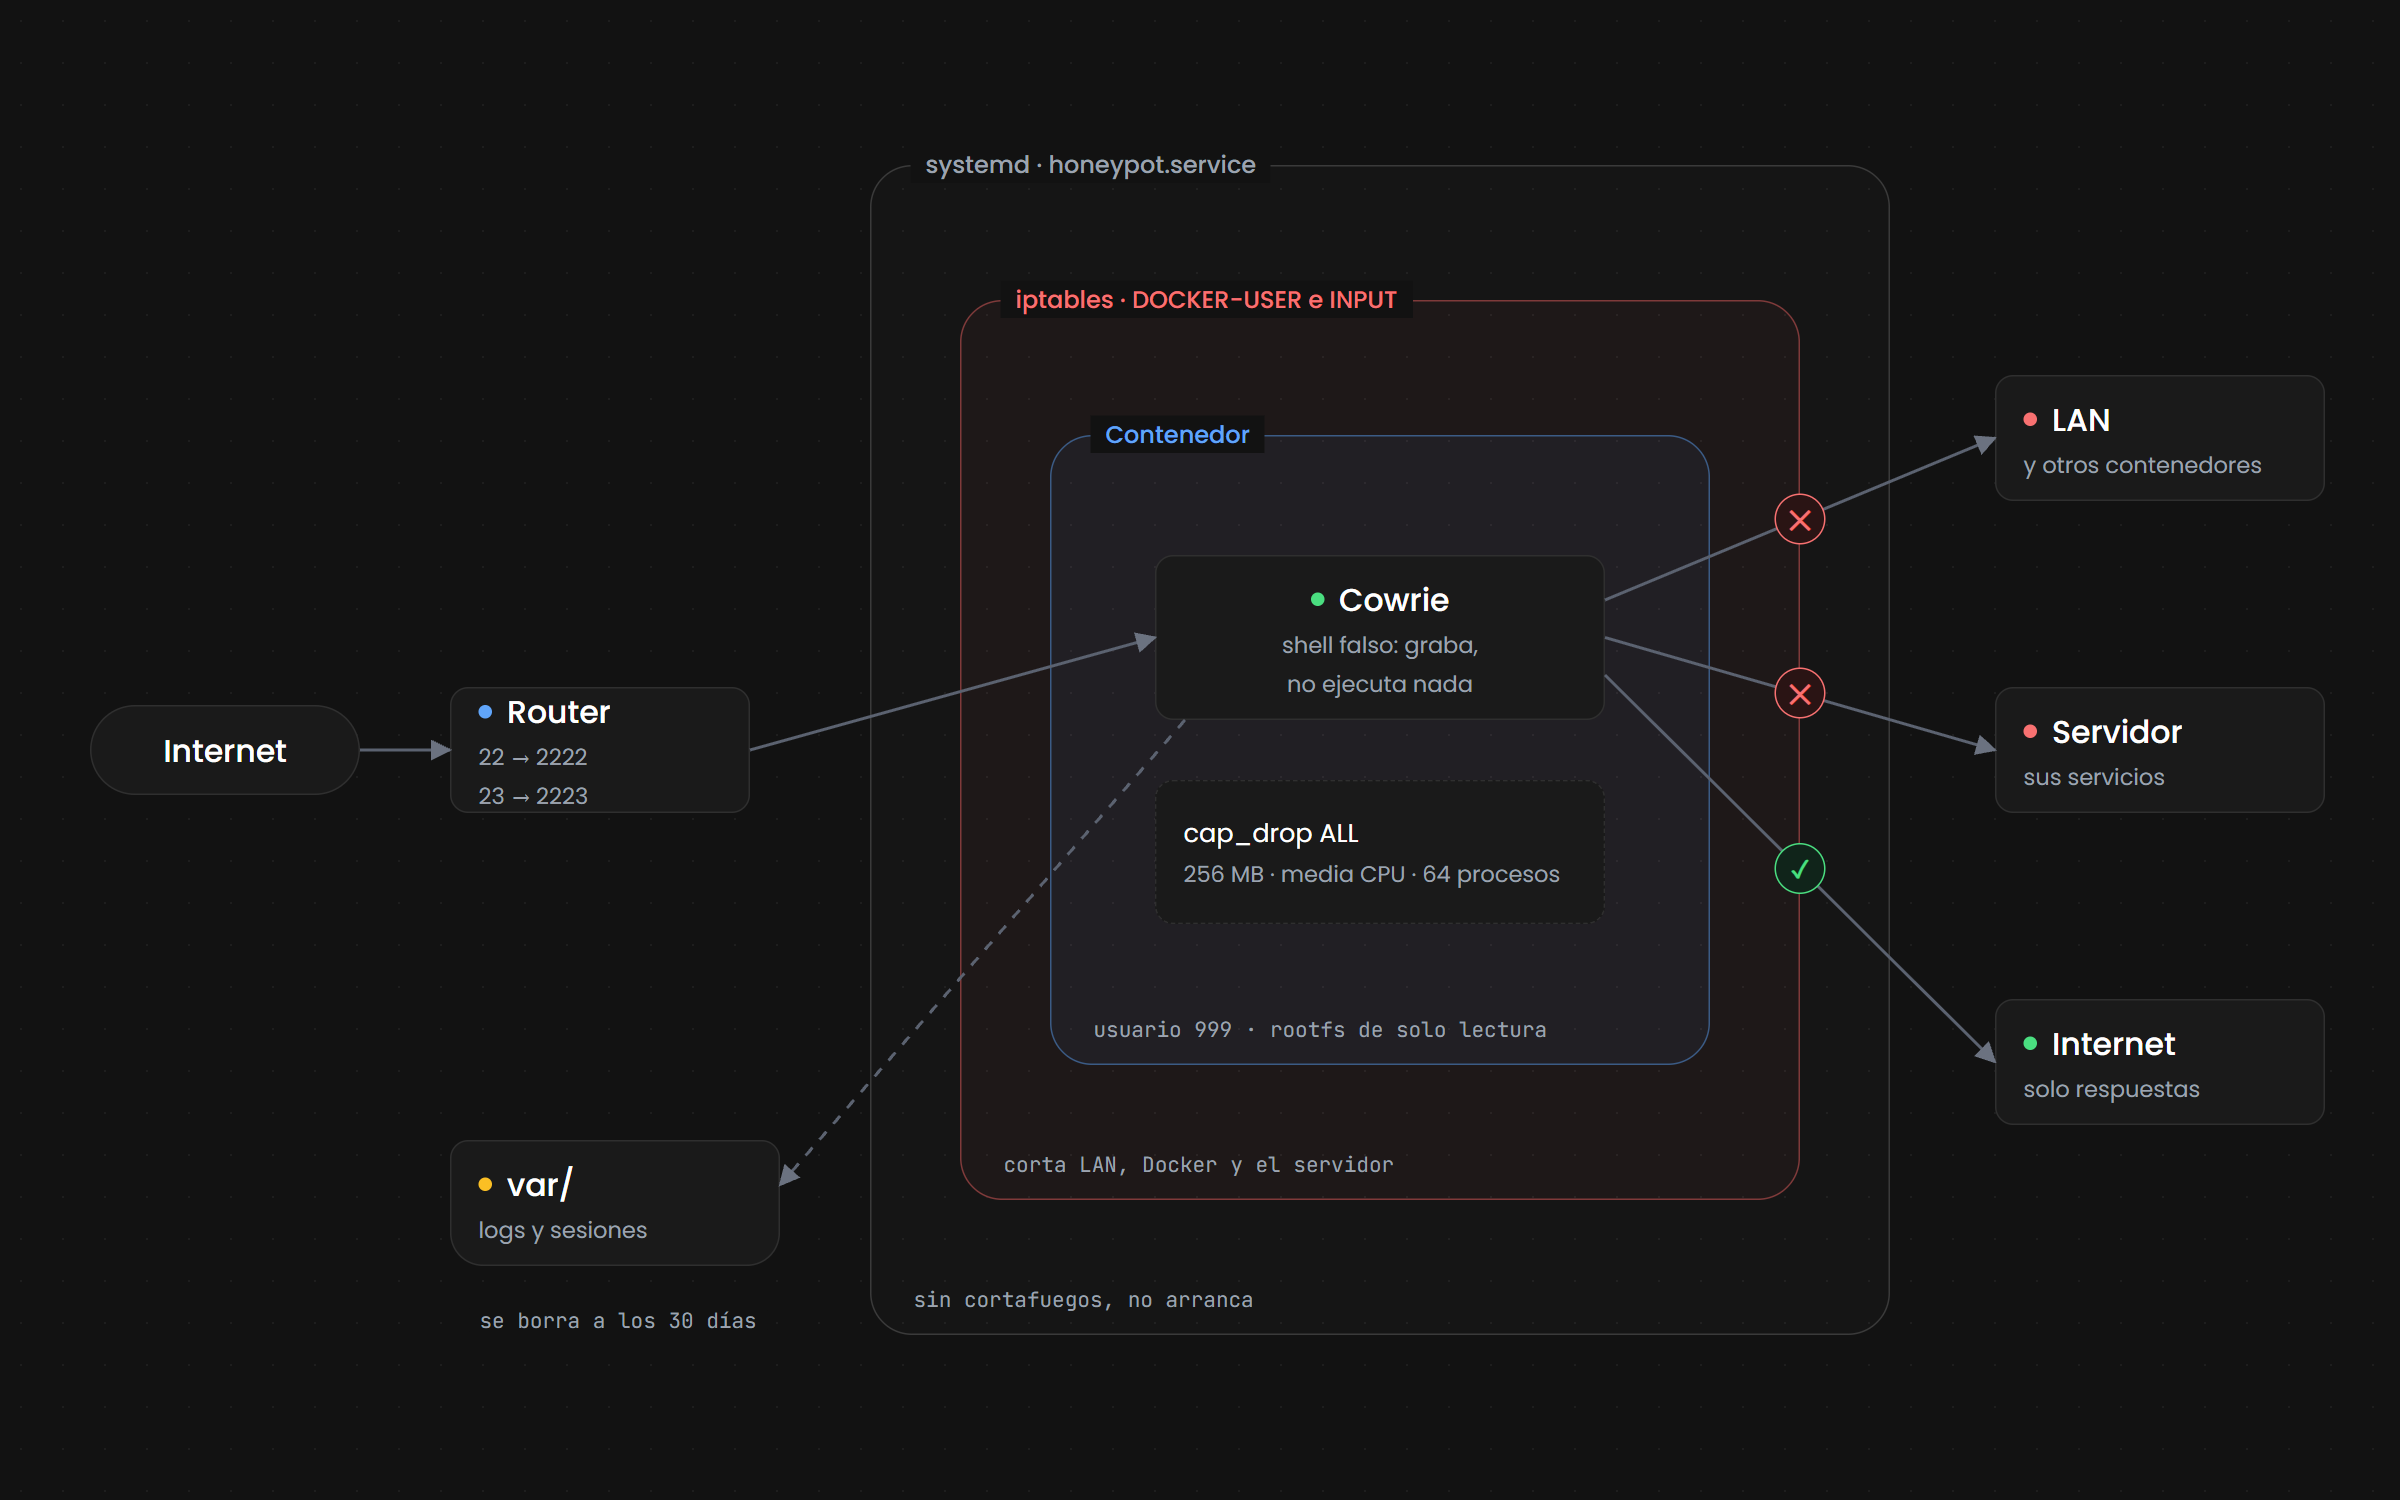 systemd · honeypot.service
iptables · DOCKER-USER e INPUT
Contenedor
Internet
Router
22 → 2222
23 → 2223
Cowrie
shell falso: graba,
no ejecuta nada
cap_drop ALL
256 MB · media CPU · 64 procesos
usuario 999 · rootfs de solo lectura
corta LAN, Docker y el servidor
sin cortafuegos, no arranca
var/
logs y sesiones
se borra a los 30 días
LAN
y otros contenedores
Servidor
sus servicios
Internet
solo respuestas